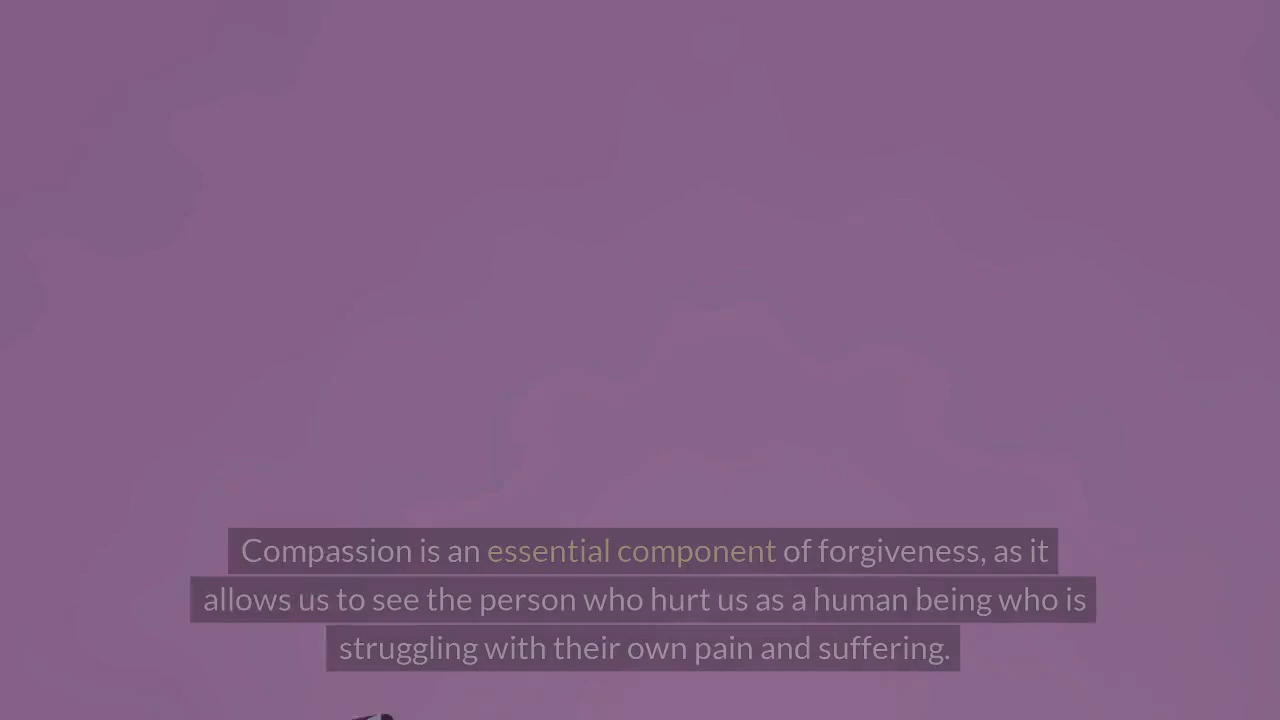 Compassion is an essential component of forgiveness, as it
allows us to see the person who hurt us as a human being who is
struggling with their own pain and suffering.